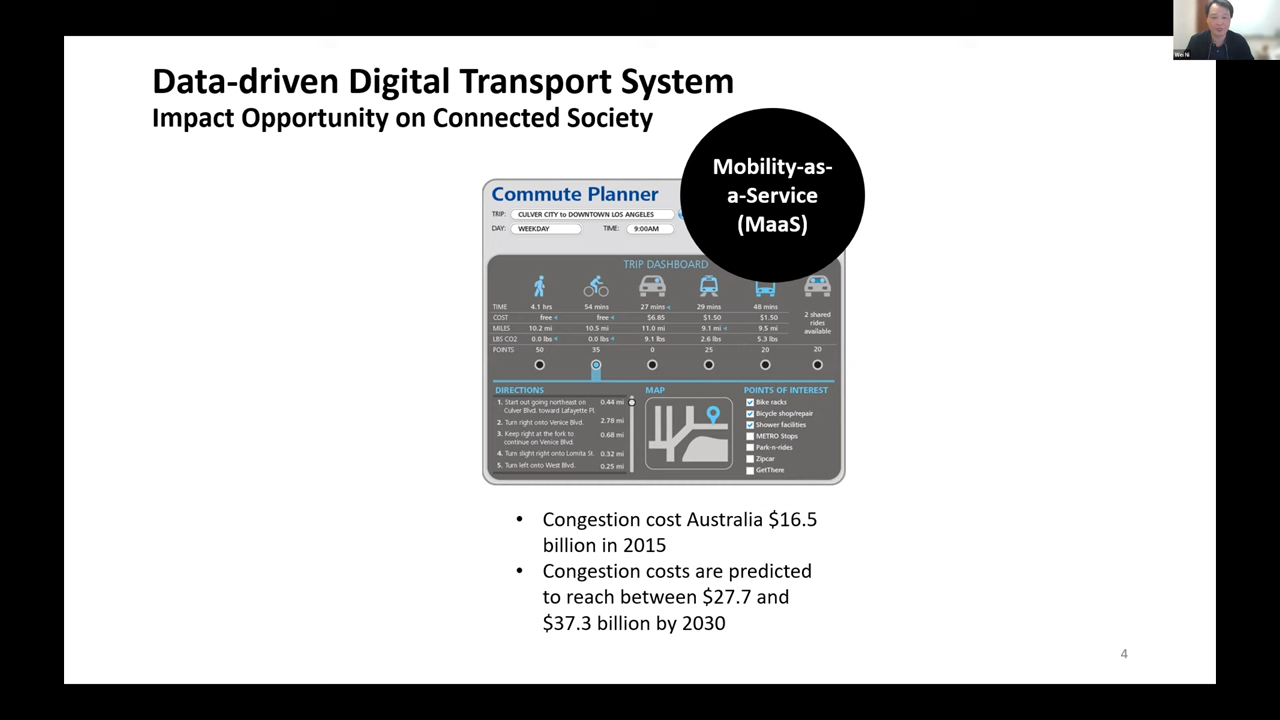 Wei Ni
Data-driven Digital Transport System
Impact Opportunity on Connected Society
Mobility-as-
a-Service
(MaaS)
Commute Planner
TRIP: CULVER CITY to DOWNTOWN LOS ANGELES
DAY: WEEKDAY TIME: 9:00AM
TRIP DASHBOARD
TIME 4.1 hrs 54 mins 27 mins 29 mins 48 mins
COST free free $6.85 $1.50 $1.50
MILES 10.2 mi 10.5 mi 11.0 mi 9.1 mi 9.5 mi
LBS CO2 0.0 lbs 0.0 lbs 9.1 lbs 2.6 lbs 5.3 lbs
2 shared
rides
available
POINTS 50 35 0 25 20 20
DIRECTIONS
1. Start out going northeast on 0.44 mi
Culver Blvd. toward Lafayette Pl.
2. Turn right onto Venice Blvd. 2.78 mi
3. Keep right at the fork to 0.68 mi
continue on Venice Blvd.
4. Turn slight right onto Lomita St. 0.32 mi
5. Turn left onto West Blvd. 0.25 mi
MAP
POINTS OF INTEREST
Bike racks
Bicycle shop/repair
Shower facilities
METRO Stops
Park-n-rides
Zipcar
GetThere
• Congestion cost Australia $16.5
billion in 2015
• Congestion costs are predicted
to reach between $27.7 and
$37.3 billion by 2030
4